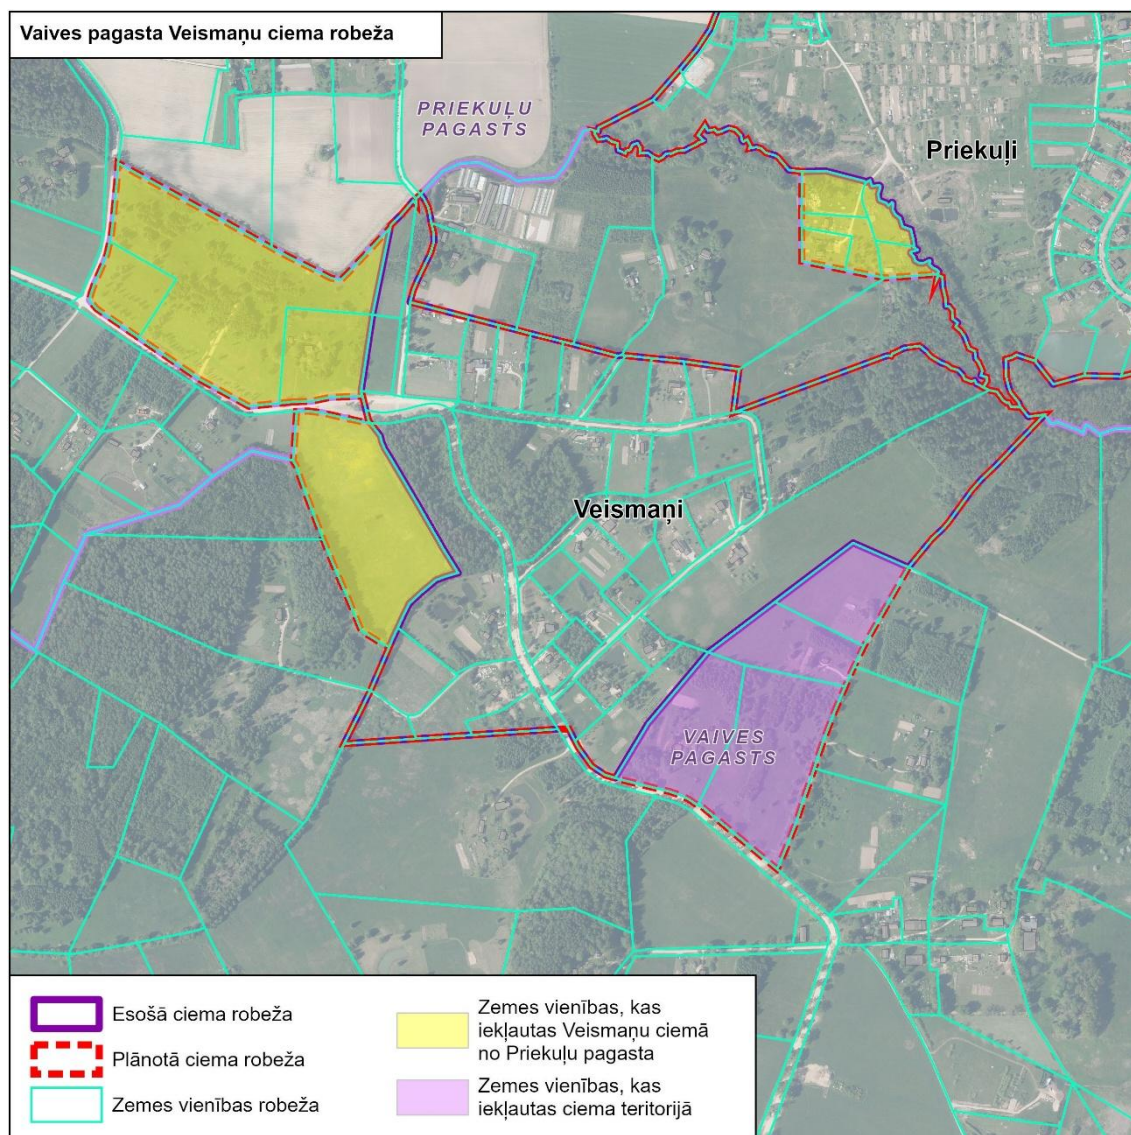 Vaives pagasta Veismaņu ciema robeža
PRIEKUĻU
PAGASTS
Priekuļi
Veismaņi
VAIVES
PAGASTS
Esošā ciema robeža
Plānotā ciema robeža
Zemes vienības robeža
Zemes vienības, kas
iekļautas Veismaņu ciemā
no Priekuļu pagasta
Zemes vienības, kas
iekļautas ciema teritorijā